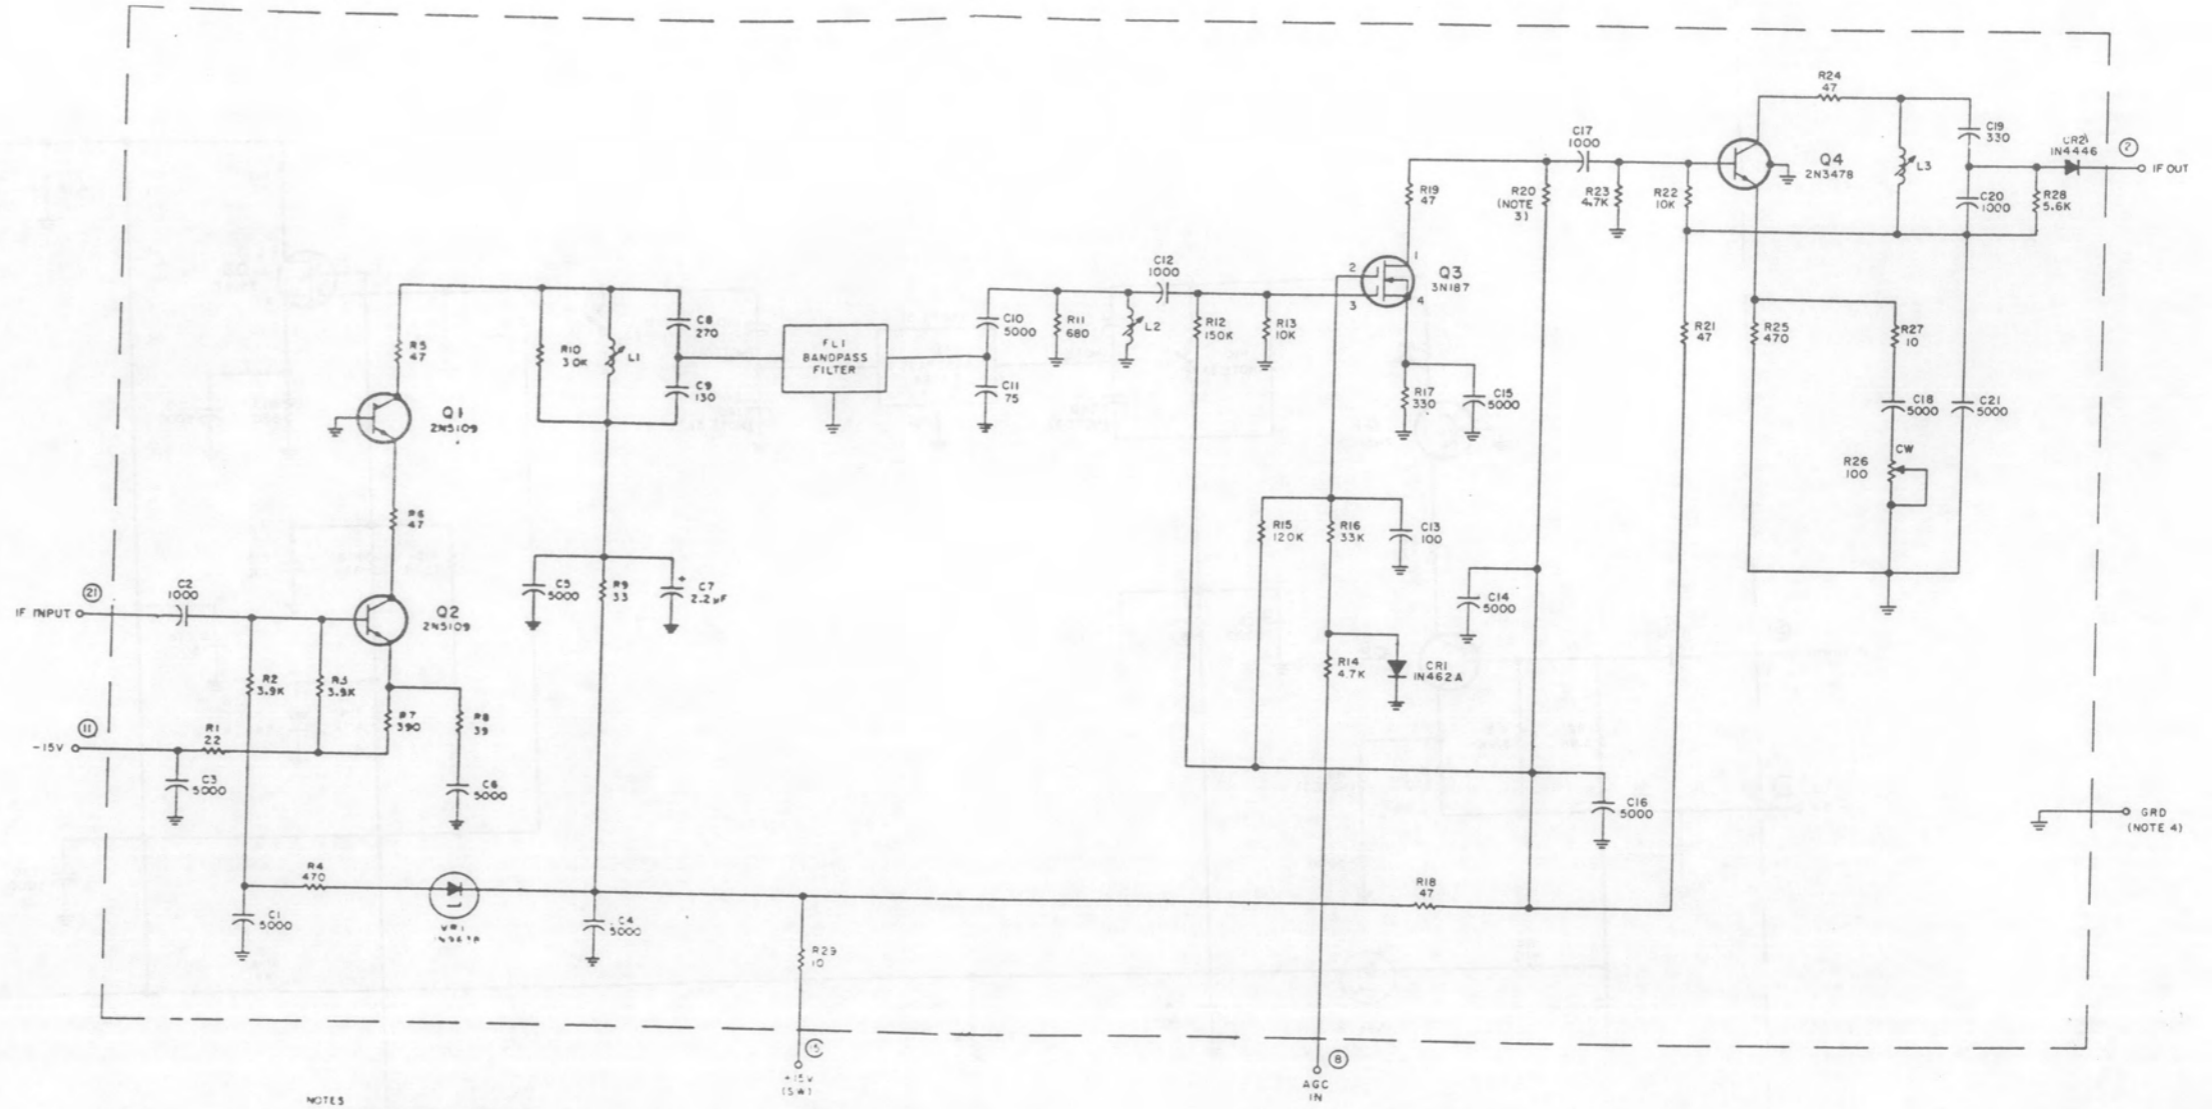 R24
47
C19
330
CR2
IN4446
2
IF OUT
C17
1000
Q4
2N3478
L3
C20
1000
R28
5.6K
R19
47
R20
(NOTE
3)
R23
4.7K
R22
10K
C12
1000
1
2
3
4
Q3
3N187
C8
270
C10
5000
R11
680
L2
R12
150K
R13
10K
R21
47
R25
470
R27
10
R5
47
R10
3.0K
L1
FL1
BANDPASS
FILTER
C9
130
C11
75
R17
330
C15
5000
C18
5000
C21
5000
Q1
2N5109
CW
R26
100
R6
47
R15
120K
R16
33K
C13
100
21
IF INPUT
C2
1000
Q2
2N5109
C5
5000
R9
33
C7
+
2.2µF
C14
5000
R2
3.9K
R3
3.9K
R7
390
R8
39
R14
4.7K
CR1
IN462A
11
-15V
R1
22
C3
5000
C6
5000
C16
5000
GRD
(NOTE 4)
R4
470
R18
47
C1
5000
VR1
C4
5000
R29
10
+15V
(SW)
8
AGC
IN
NOTES